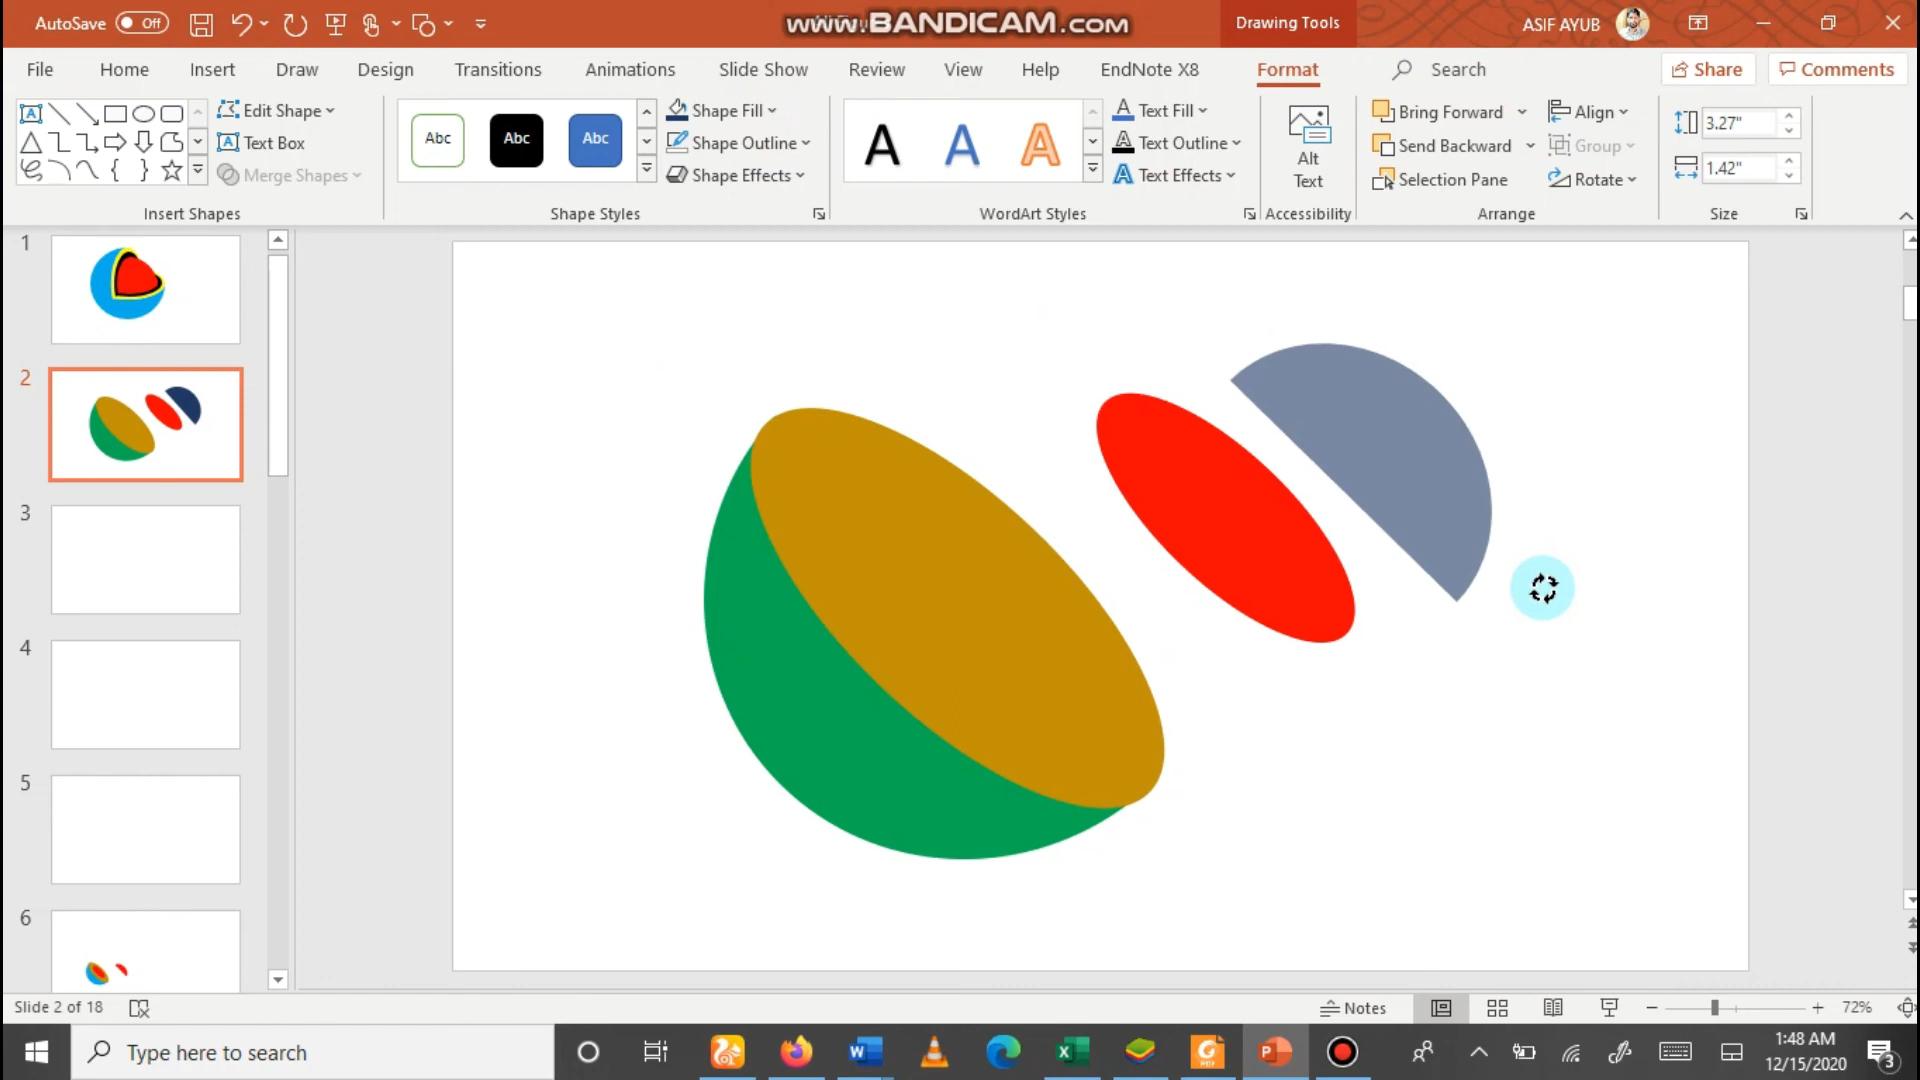 AutoSave Off
www.BANDICAM.com
Drawing Tools
ASIF AYUB
File Home Insert Draw Design Transitions Animations Slide Show Review View Help EndNote X8 Format Search Share Comments
Edit Shape
Text Box
Merge Shapes
Insert Shapes
Abc Abc Abc
Shape Fill
Shape Outline
Shape Effects
Shape Styles
A A A
Text Fill
Text Outline
Text Effects
WordArt Styles
Alt
Text
Accessibility
Bring Forward
Send Backward
Selection Pane
Align
Group
Rotate
Arrange
3.27"
1.42"
Size
1
2
3
4
5
6
Slide 2 of 18
Notes
72%
Type here to search
1:48 AM
12/15/2020
3